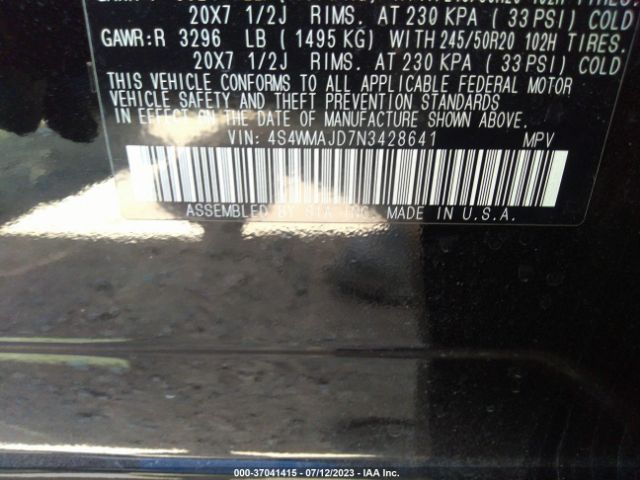 20X7 1/2J RIMS. AT 230 KPA ( 33 PSI) COLD
GAWR:R 3296 LB ( 1495 KG) WITH 245/50R20 102H TIRES.
20X7 1/2J RIMS. AT 230 KPA ( 33 PSI) COLD
THIS VEHICLE CONFORMS TO ALL APPLICABLE FEDERAL MOTOR
VEHICLE SAFETY AND THEFT PREVENTION STANDARDS
IN EFFECT ON THE DATE OF MANUFACTURE SHOWN ABOVE.
VIN: 4S4WMAJD7N3428641 MPV
ASSEMBLED BY SIA INC. MADE IN U.S.A.
000-37041415 - 07/12/2023 - IAA Inc.